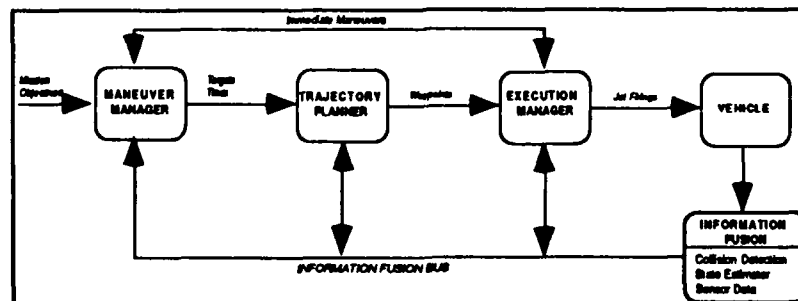 Immediate Maneuvers
Mission
Objectives
MANEUVER
MANAGER
Targets
Times
TRAJECTORY
PLANNER
Waypoints
EXECUTION
MANAGER
Jet Firings
VEHICLE
INFORMATION
FUSION
Collision Detection
State Estimator
Sensor Data
INFORMATION FUSION BUS